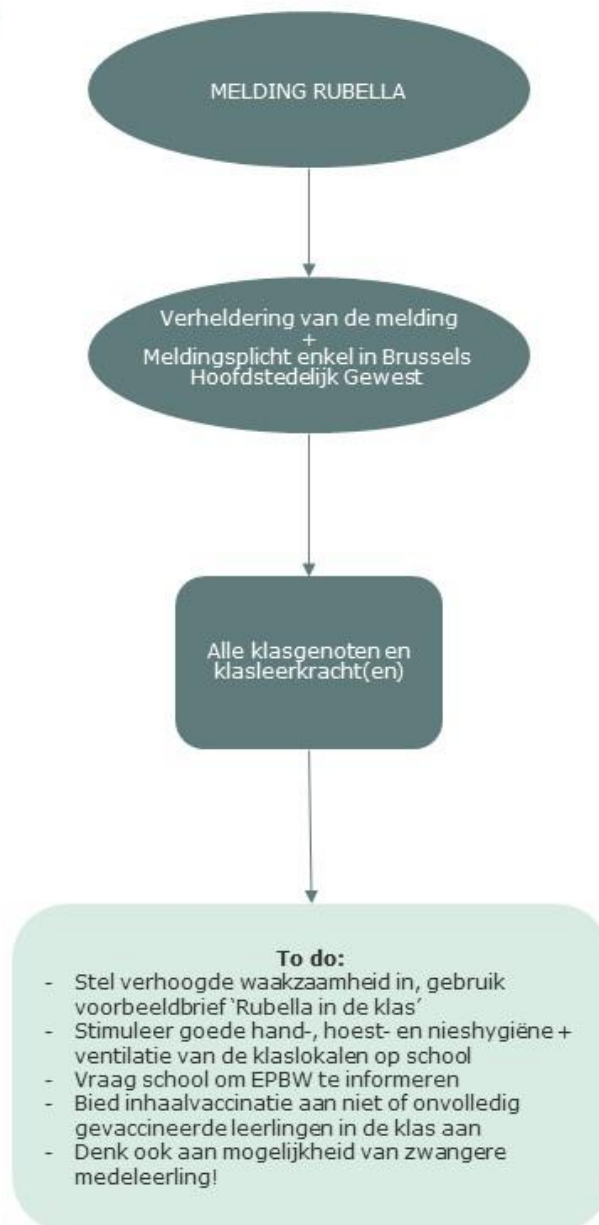 MELDING RUBELLA
Verheldering van de melding
+
Meldingsplicht enkel in Brussels
Hoofdstedelijk Gewest
Alle klasgenoten en
klasleerkracht(en)
To do:
- Stel verhoogde waakzaamheid in, gebruik
voorbeeldbrief ‘Rubella in de klas’
- Stimuleer goede hand-, hoest- en nieshygiëne +
ventilatie van de klaslokalen op school
- Vraag school om EPBW te informeren
- Bied inhaalvaccinatie aan niet of onvolledig
gevaccineerde leerlingen in de klas aan
- Denk ook aan mogelijkheid van zwangere
medeleerling!